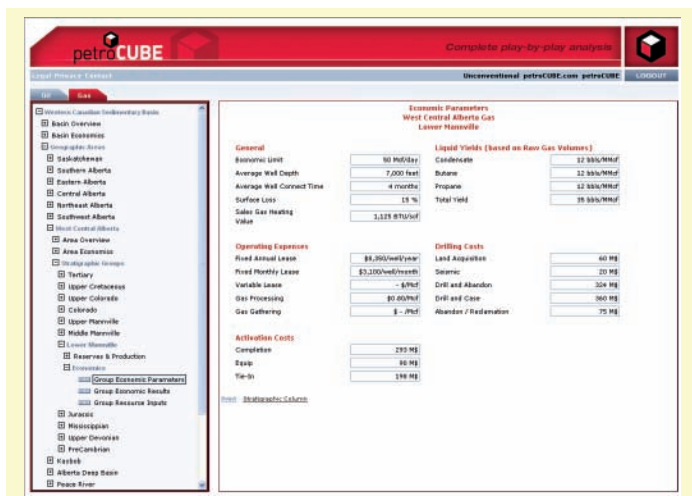 petroCUBE
Complete play-by-play analysis
Legal Privacy Contact
Unconventional petroCUBE.com petroCUBE
LOGOUT
Oil
Gas
Western Canadian Sedimentary Basin
Basin Overview
Basin Economics
Geographic Areas
Saskatchewan
Southern Alberta
Eastern Alberta
Central Alberta
Northeast Alberta
Southwest Alberta
West Central Alberta
Area Overview
Area Economics
Stratigraphic Groups
Tertiary
Upper Cretaceous
Upper Colorado
Colorado
Upper Mannville
Middle Mannville
Lower Mannville
Reserves & Production
Economics
Group Economic Parameters
Group Economic Results
Group Resource Inputs
Jurassic
Mississippian
Upper Devonian
PreCambrian
Kaybob
Alberta Deep Basin
Peace River
Economic Parameters
West Central Alberta Gas
Lower Mannville
General
Economic Limit 50 Mcf/day
Average Well Depth 7,000 feet
Average Well Connect Time 4 months
Surface Loss 15 %
Sales Gas Heating
Value 1,125 BTU/scf
Liquid Yields (based on Raw Gas Volumes)
Condensate 12 bbls/MMcf
Butane 12 bbls/MMcf
Propane 12 bbls/MMcf
Total Yield 35 bbls/MMcf
Operating Expenses
Fixed Annual Lease $8,350/well/year
Fixed Monthly Lease $3,100/well/month
Variable Lease - $/Mcf
Gas Processing $0.80/Mcf
Gas Gathering $ - /Mcf
Drilling Costs
Land Acquisition 60 M$
Seismic 20 M$
Drill and Abandon 326 M$
Drill and Case 360 M$
Abandon / Reclamation 75 M$
Activation Costs
Completion 293 M$
Equip 90 M$
Tie-In 198 M$
Print Stratigraphic Column